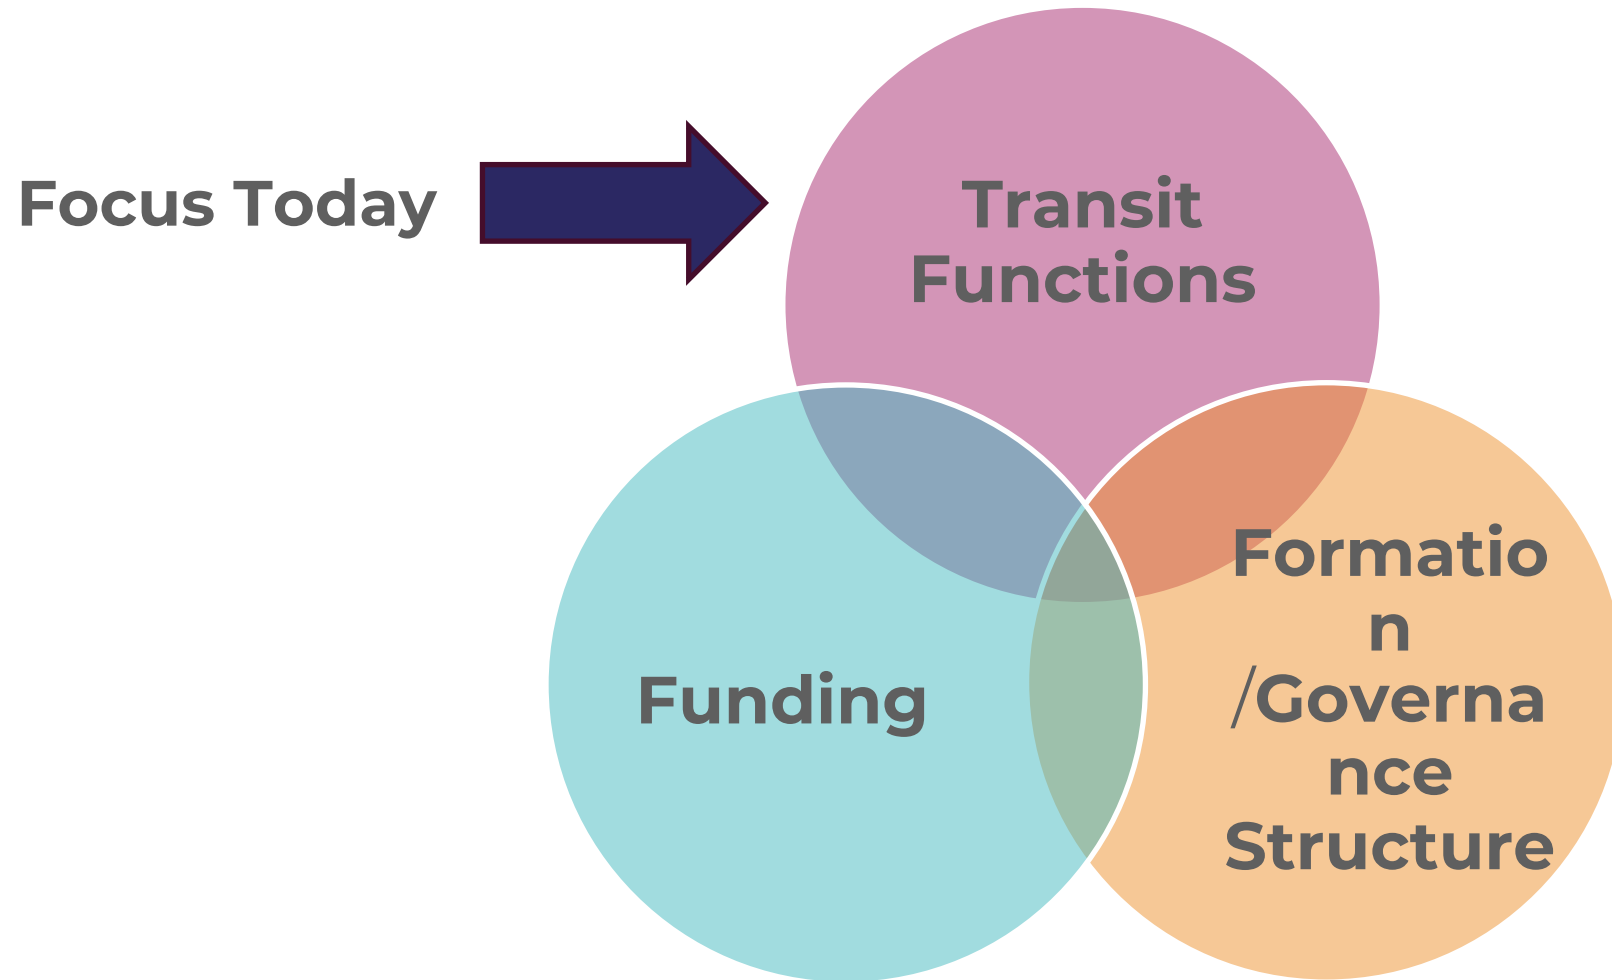 Focus Today
Transit
Functions
Funding
Formatio
n
/Governa
nce
Structure